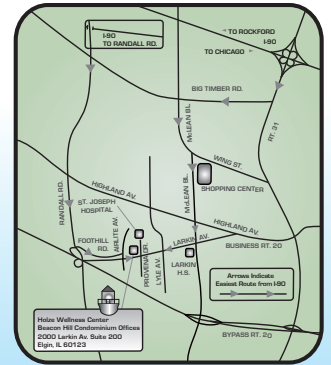 I-90
TO RANDALL RD.
TO ROCKFORD
I-90
TO CHICAGO
BIG TIMBER RD.
McLEAN BL.
RT. 31
WING ST.
SHOPPING CENTER
RANDALL RD.
HIGHLAND AV.
ST. JOSEPH
HOSPITAL
McLEAN BL.
HIGHLAND AV.
FOOTHILL
RD.
AIRLITE AV.
PROVENA DR.
LYLE AV.
LARKIN AV.
BUSINESS RT. 20
LARKIN
H.S.
Arrows Indicate
Easiest Route from I-90
Holze Wellness Center
Beacon Hill Condominium Offices
2000 Larkin Av. Suite 200
Elgin, IL 60123
BYPASS RT. 20